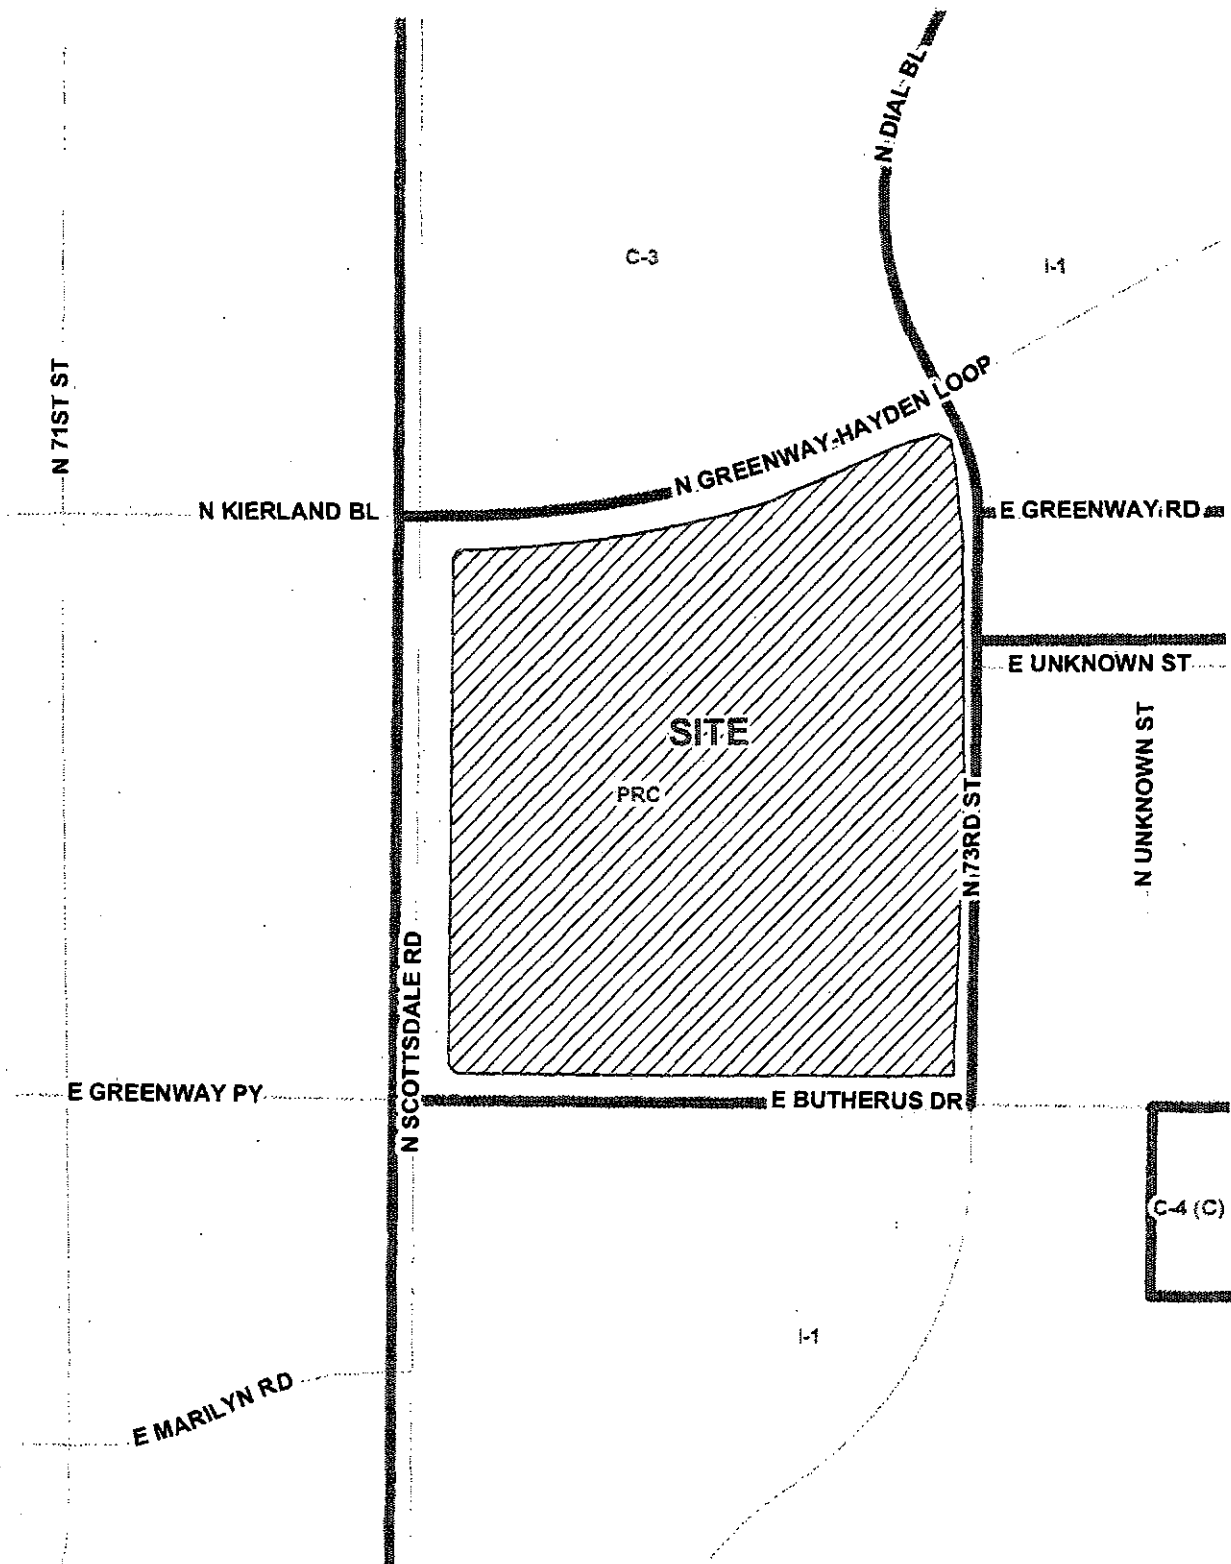 N DIAL BL
C-3
I-1
N 71ST ST
N GREENWAY-HAYDEN LOOP
N KIERLAND BL
E GREENWAY RD
E UNKNOWN ST
SITE
PRC
N UNKNOWN ST
N 73RD ST
N SCOTTSDALE RD
E GREENWAY PY
E BUTHERUS DR
C-4 (C)
I-1
E MARILYN RD